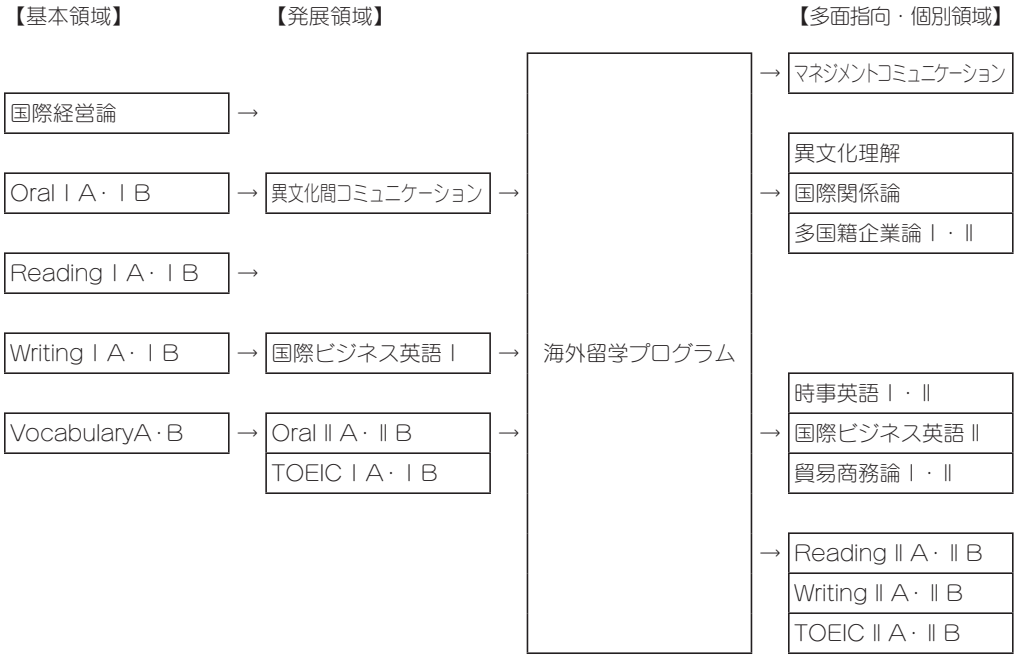 【基本領域】 【発展領域】 【多面指向・個別領域】
→ マネジメントコミュニケーション
国際経営論 →
異文化理解
Oral Ⅰ A・Ⅰ B → 異文化間コミュニケーション → → 国際関係論
多国籍企業論Ⅰ・Ⅱ
Reading Ⅰ A・Ⅰ B →
Writing Ⅰ A・Ⅰ B → 国際ビジネス英語Ⅰ → 海外留学プログラム
時事英語Ⅰ・Ⅱ
VocabularyA・B → Oral Ⅱ A・Ⅱ B → → 国際ビジネス英語Ⅱ
TOEIC Ⅰ A・Ⅰ B 貿易商務論Ⅰ・Ⅱ
→ Reading Ⅱ A・Ⅱ B
Writing Ⅱ A・Ⅱ B
TOEIC Ⅱ A・Ⅱ B